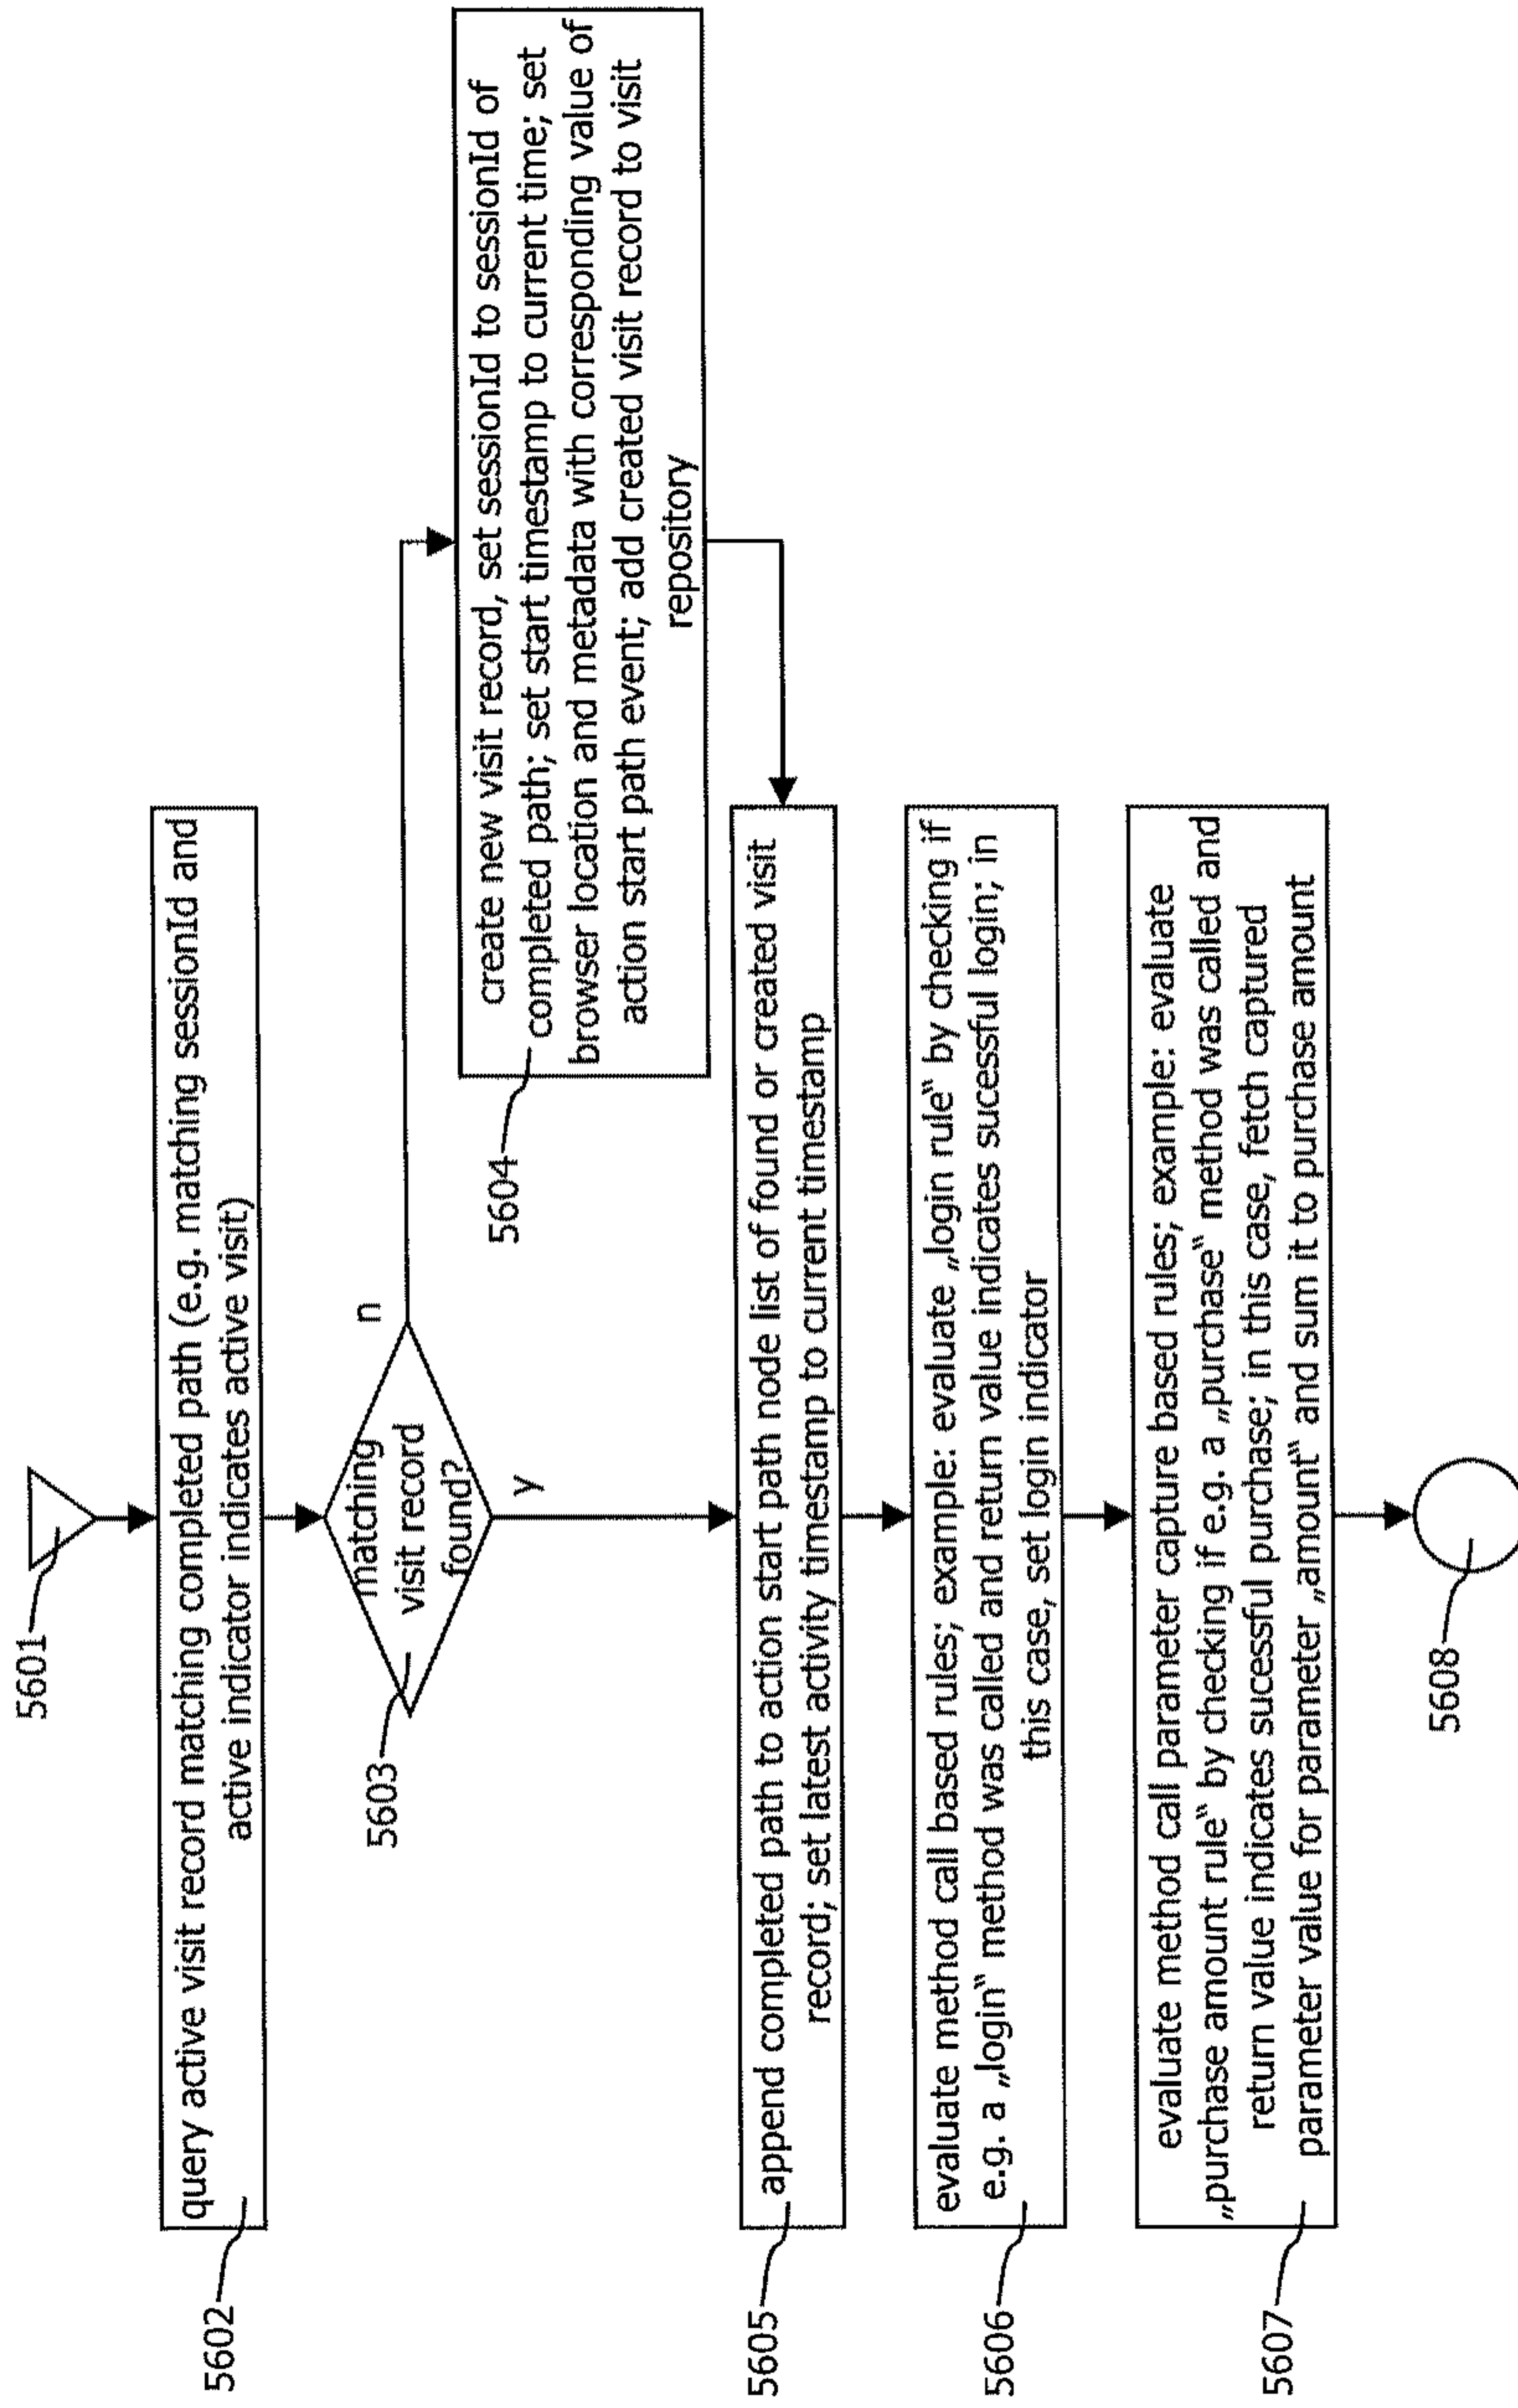 5601
query active visit record matching completed path (e.g. matching sessionId and
active indicator indicates active visit)
5602
matching
visit record
found?
n
y
5603
create new visit record, set sessionId to sessionId of
completed path; set start timestamp to current time; set
browser location and metadata with corresponding value of
action start path event; add created visit record to visit
repository
5604
append completed path to action start path node list of found or created visit
record; set latest activity timestamp to current timestamp
5605
evaluate method call based rules; example: evaluate „login rule“ by checking if
e.g. a „login“ method was called and return value indicates sucessful login; in
this case, set login indicator
5606
evaluate method call parameter capture based rules; example: evaluate
„purchase amount rule“ by checking if e.g. a „purchase“ method was called and
return value indicates sucessful purchase; in this case, fetch captured
parameter value for parameter „amount“ and sum it to purchase amount
5607
5608